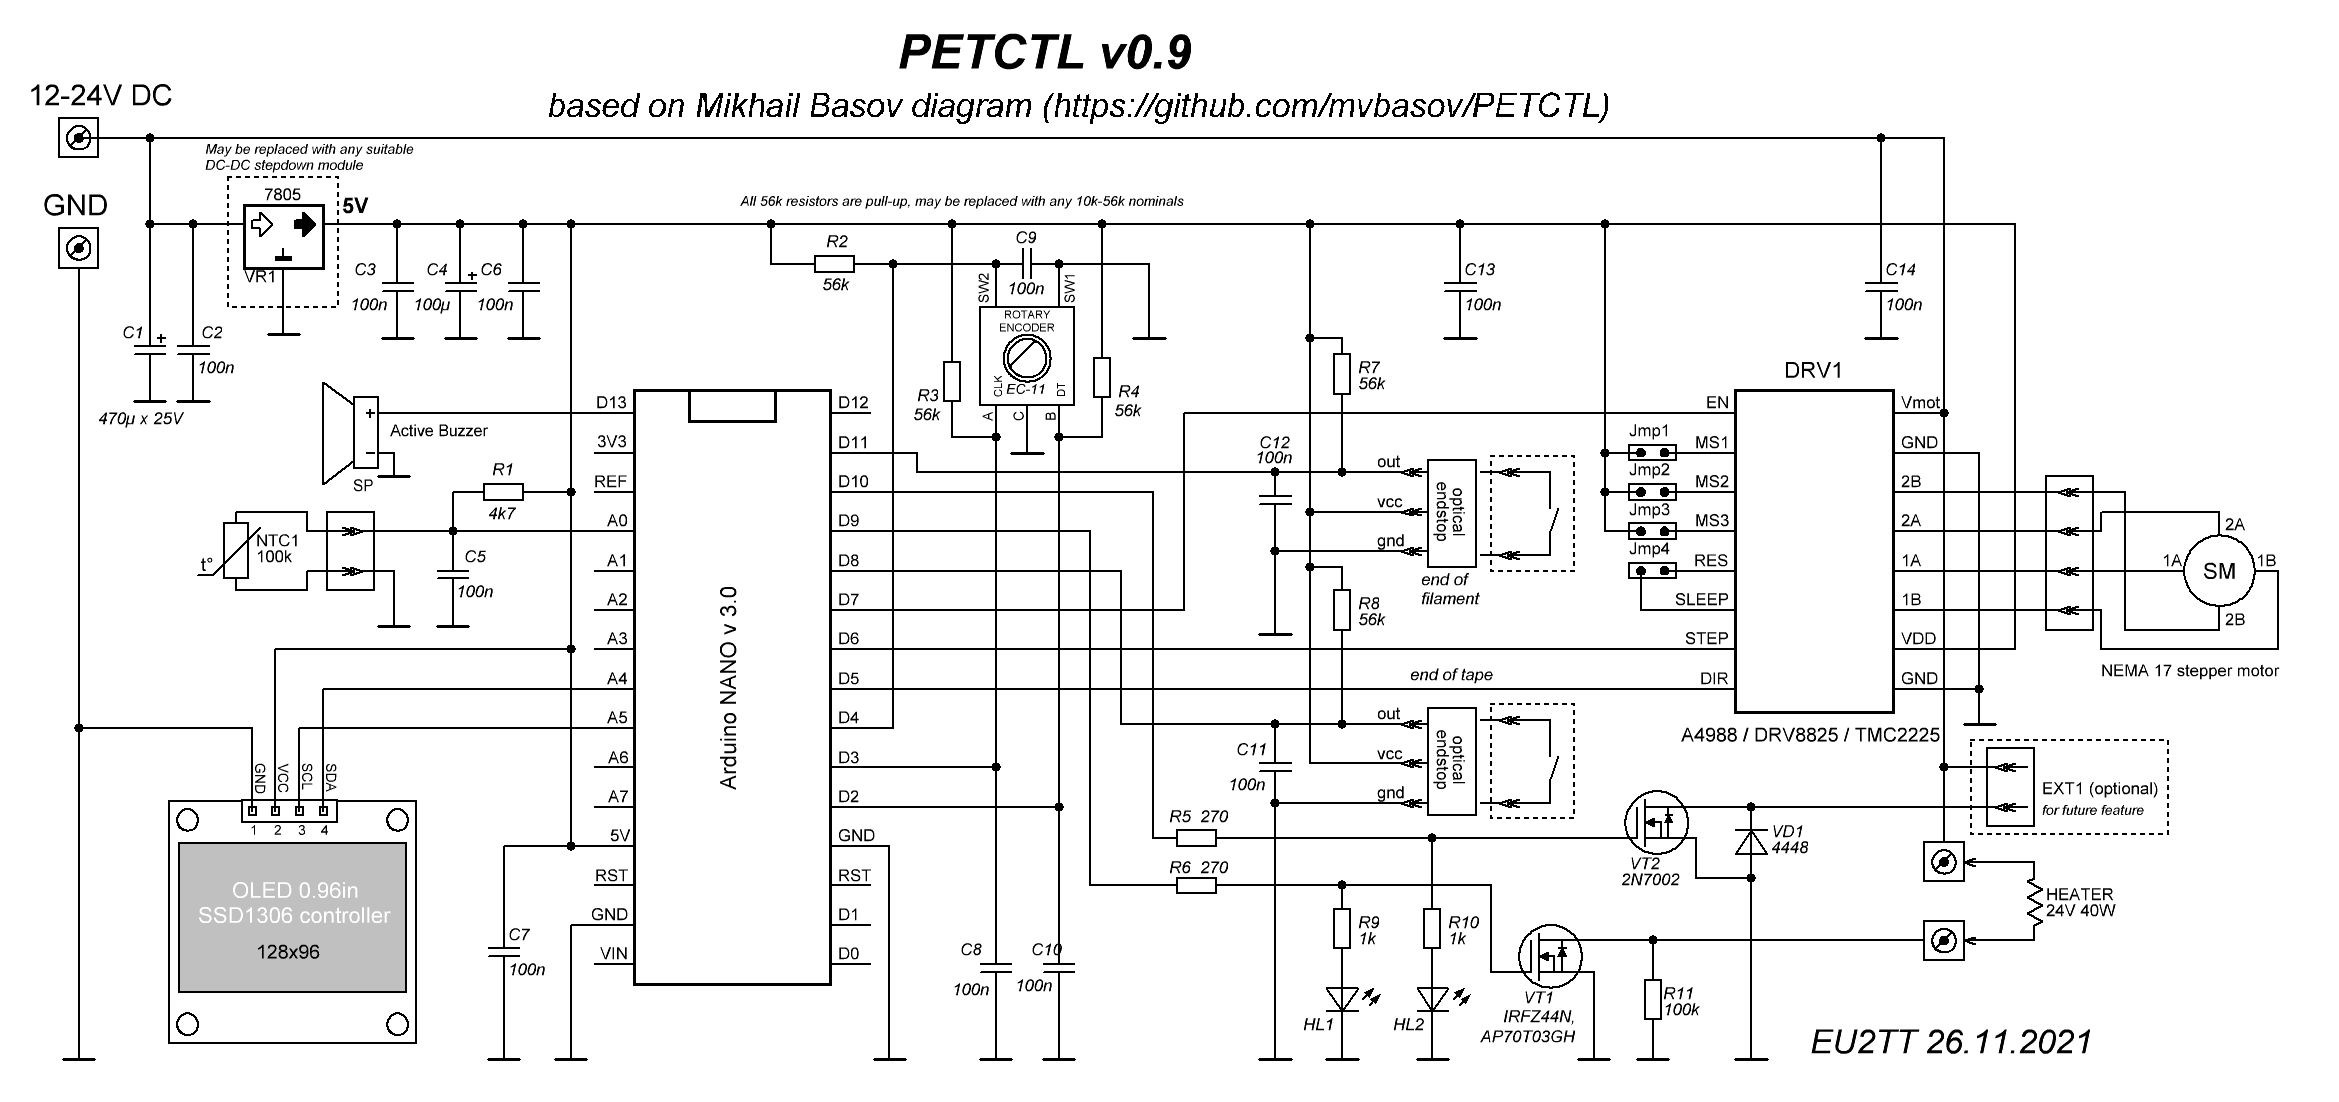 PETCTL v0.9
based on Mikhail Basov diagram (https://github.com/mvbasov/PETCTL)
12-24V DC
GND
May be replaced with any suitable
DC-DC stepdown module
7805
5V
VR1
All 56k resistors are pull-up, may be replaced with any 10k-56k nominals
C1
+
470µ x 25V
C2
100n
C3
100n
C4
+
100µ
C6
100n
R2
56k
C9
100n
SW2
SW1
ROTARY
ENCODER
CLK
EC-11
DT
A
C
B
R3
56k
R4
56k
C13
100n
C14
100n
R7
56k
+
−
Active Buzzer
SP
R1
4k7
NTC1
100k
t°
C5
100n
D13
3V3
REF
A0
A1
A2
A3
A4
A5
A6
A7
5V
RST
GND
VIN
Arduino NANO v 3.0
D12
D11
D10
D9
D8
D7
D6
D5
D4
D3
D2
GND
RST
D1
D0
C12
100n
out
vcc
gnd
optical
endstop
end of
filament
R8
56k
end of tape
out
vcc
gnd
optical
endstop
C11
100n
Jmp1
Jmp2
Jmp3
Jmp4
DRV1
EN
MS1
MS2
MS3
RES
SLEEP
STEP
DIR
Vmot
GND
2B
2A
1A
1B
VDD
GND
A4988 / DRV8825 / TMC2225
2A
1A
SM
1B
2B
NEMA 17 stepper motor
GND
VCC
SCL
SDA
1 2 3 4
OLED 0.96in
SSD1306 controller
128x96
C7
100n
C8
100n
C10
100n
R5 270
R6 270
R9
1k
R10
1k
HL1
HL2
VT2
2N7002
VD1
4448
VT1
IRFZ44N,
AP70T03GH
R11
100k
EXT1 (optional)
for future feature
HEATER
24V 40W
EU2TT 26.11.2021